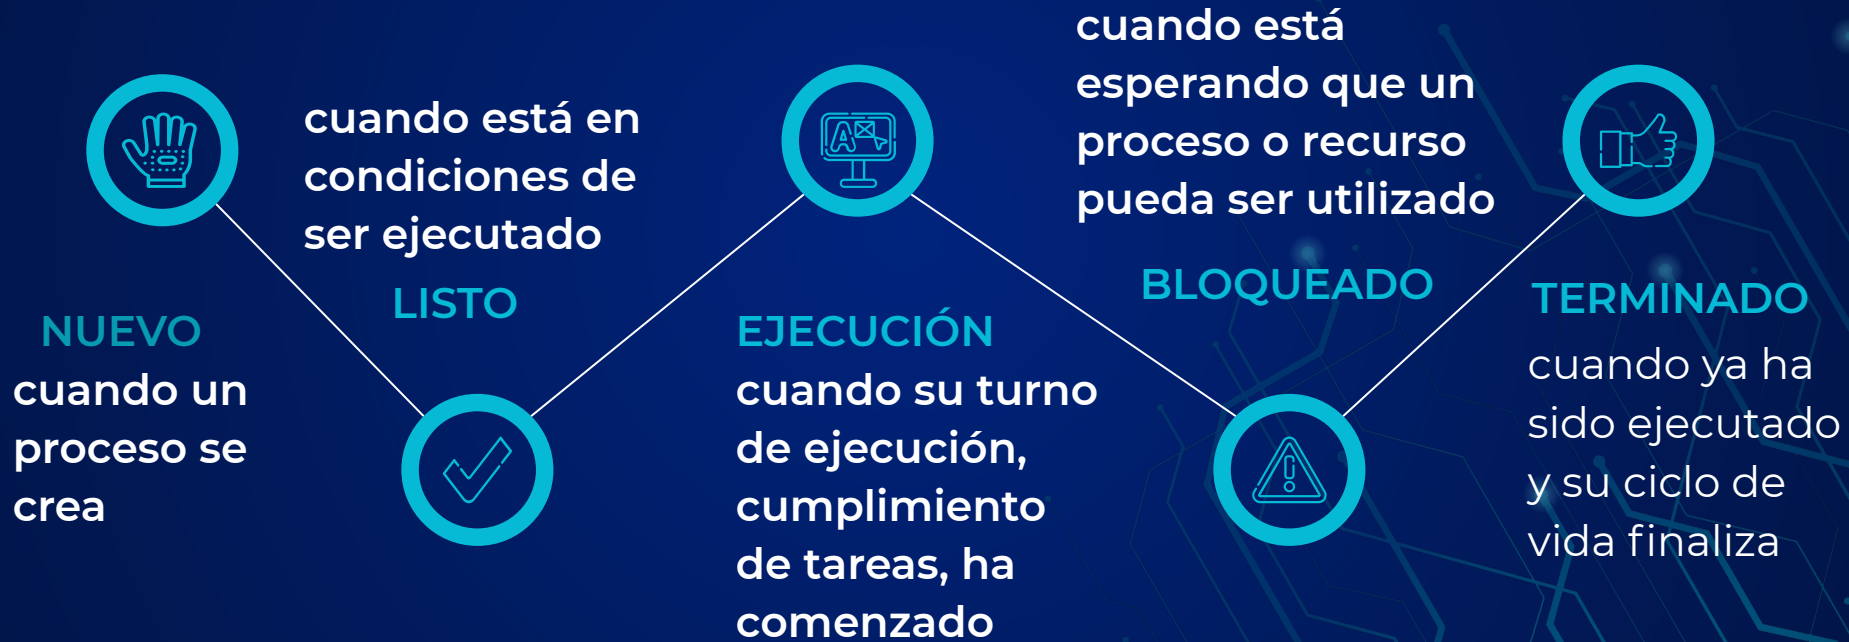 NUEVO
cuando un
proceso se
crea
cuando está en
condiciones de
ser ejecutado
LISTO
EJECUCIÓN
cuando su turno
de ejecución,
cumplimiento
de tareas, ha
comenzado
cuando está
esperando que un
proceso o recurso
pueda ser utilizado
BLOQUEADO
TERMINADO
cuando ya ha
sido ejecutado
y su ciclo de
vida finaliza